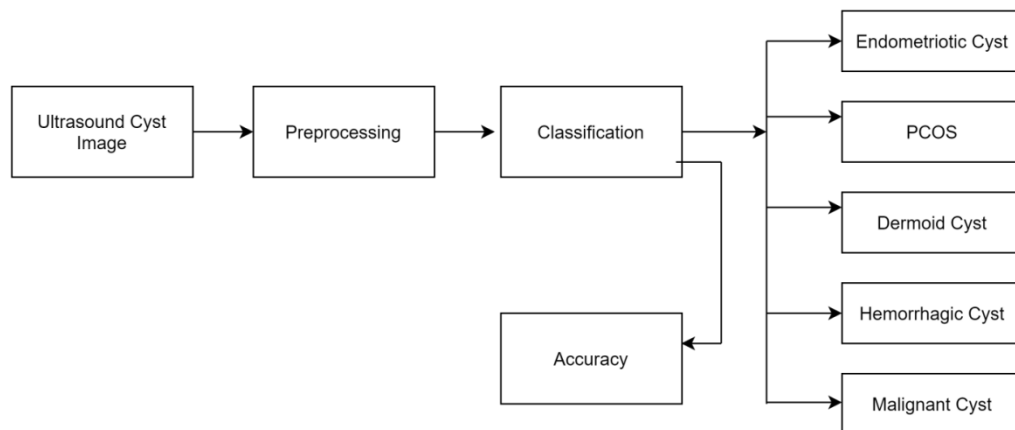 Ultrasound Cyst
Image
Preprocessing
Classification
Accuracy
Endometriotic Cyst
PCOS
Dermoid Cyst
Hemorrhagic Cyst
Malignant Cyst